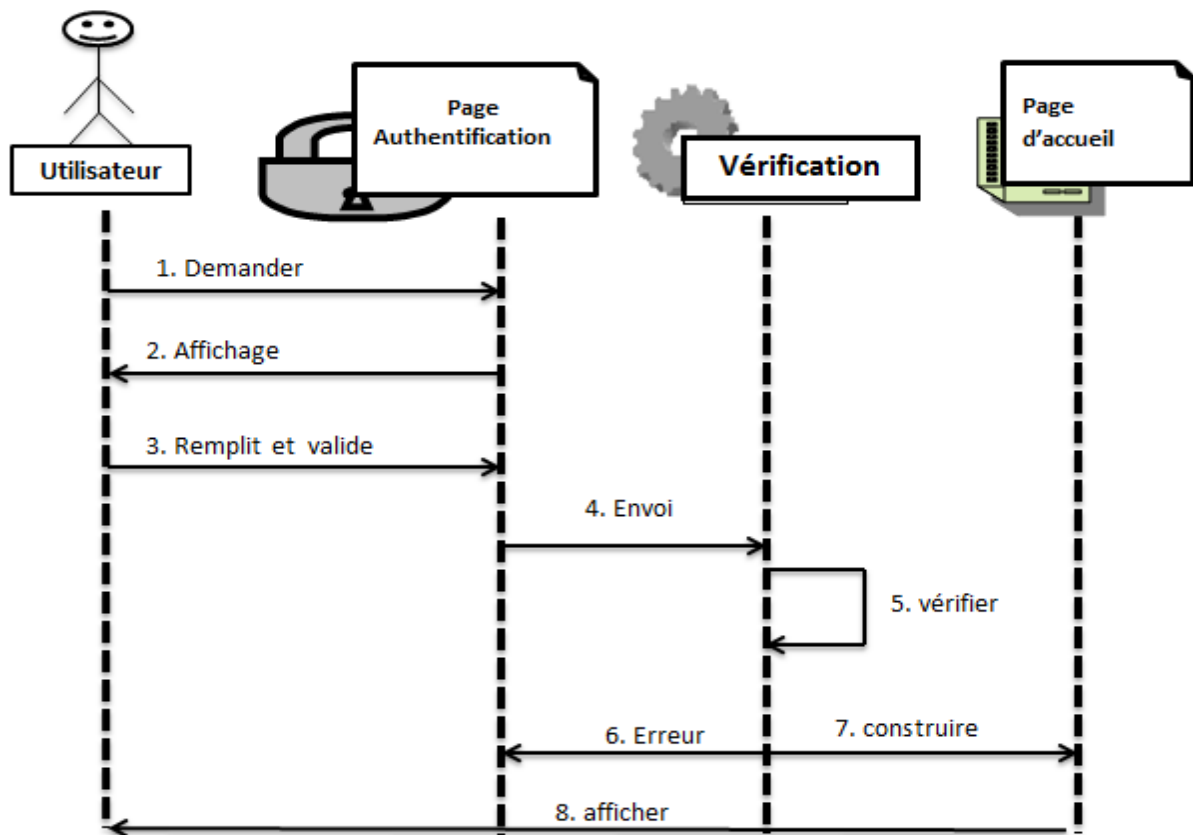 Utilisateur
Page
Authentification
Vérification
Page
d'accueil
1. Demander
2. Affichage
3. Remplit et valide
4. Envoi
5. vérifier
6. Erreur
7. construire
8. afficher